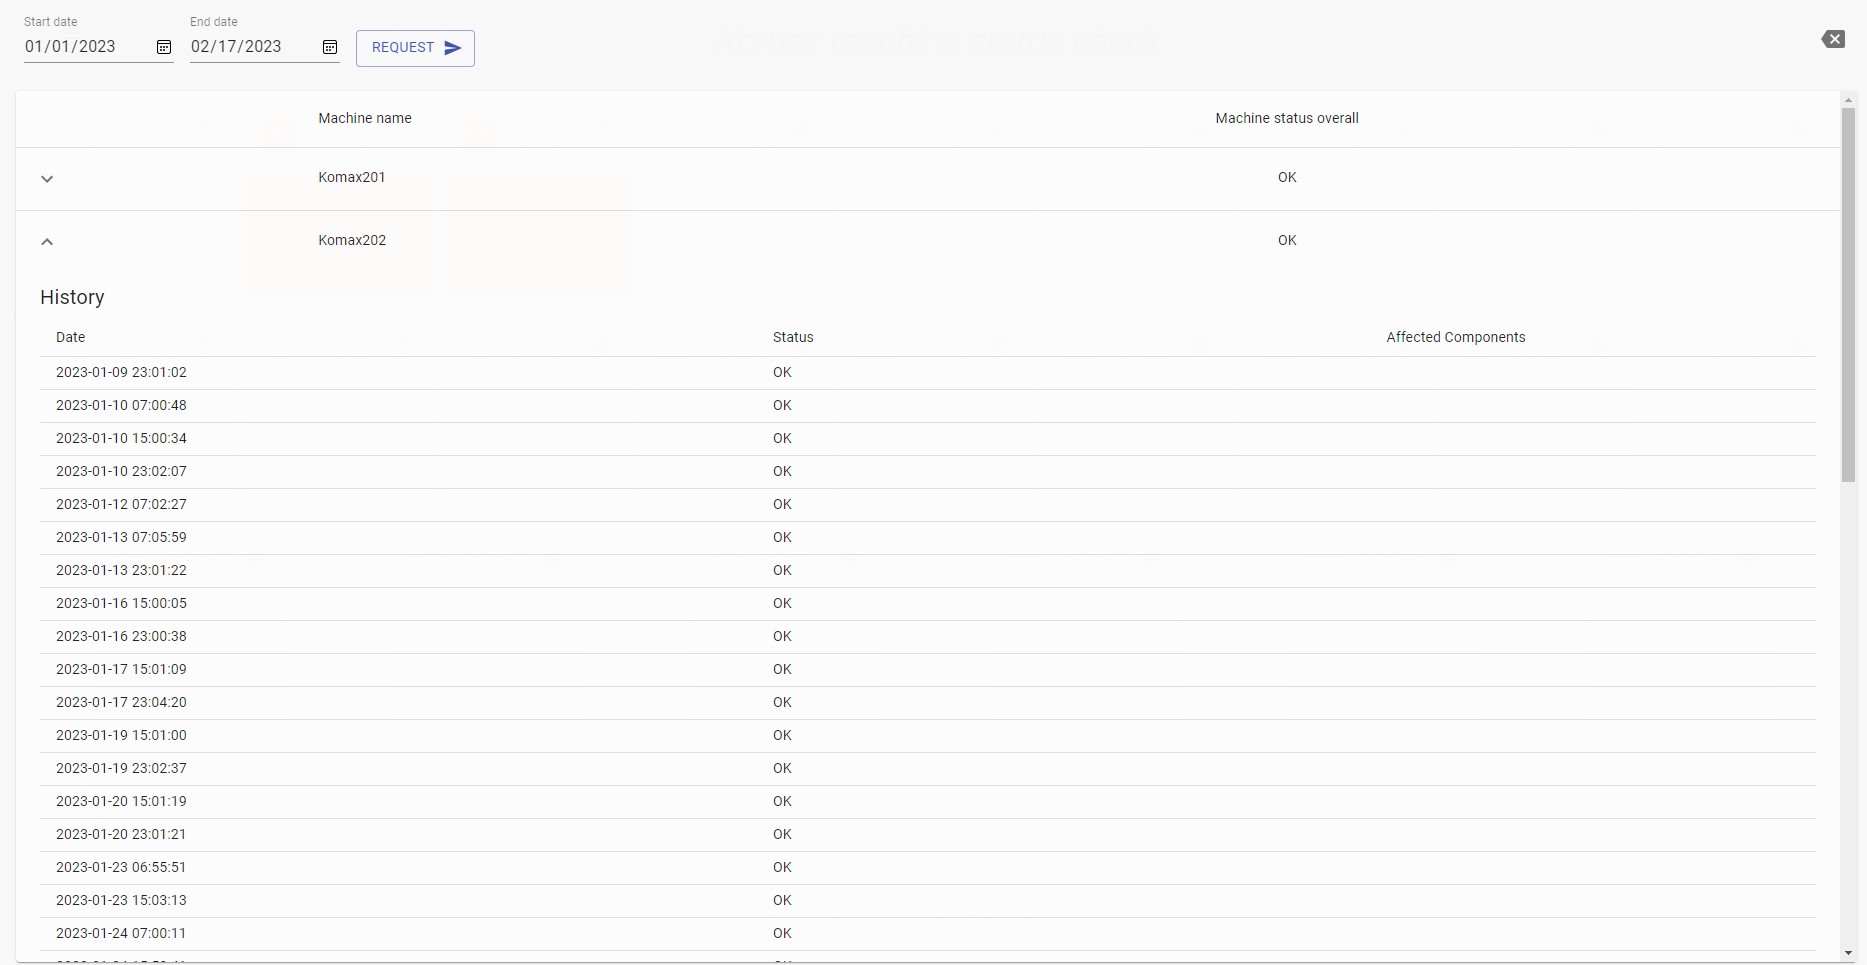 Start date End date
01/01/2023 02/17/2023 REQUEST
Komax machine status check
Machine name Machine status overall
Komax201 OK
Komax202 OK
History
Date Status Affected Components
2023-01-09 23:01:02 OK
2023-01-10 07:00:48 OK
2023-01-10 15:00:34 OK
2023-01-10 23:02:07 OK
2023-01-12 07:02:27 OK
2023-01-13 07:05:59 OK
2023-01-13 23:01:22 OK
2023-01-16 15:00:05 OK
2023-01-16 23:00:38 OK
2023-01-17 15:01:09 OK
2023-01-17 23:04:20 OK
2023-01-19 15:01:00 OK
2023-01-19 23:02:37 OK
2023-01-20 15:01:19 OK
2023-01-20 23:01:21 OK
2023-01-23 06:55:51 OK
2023-01-23 15:03:13 OK
2023-01-24 07:00:11 OK